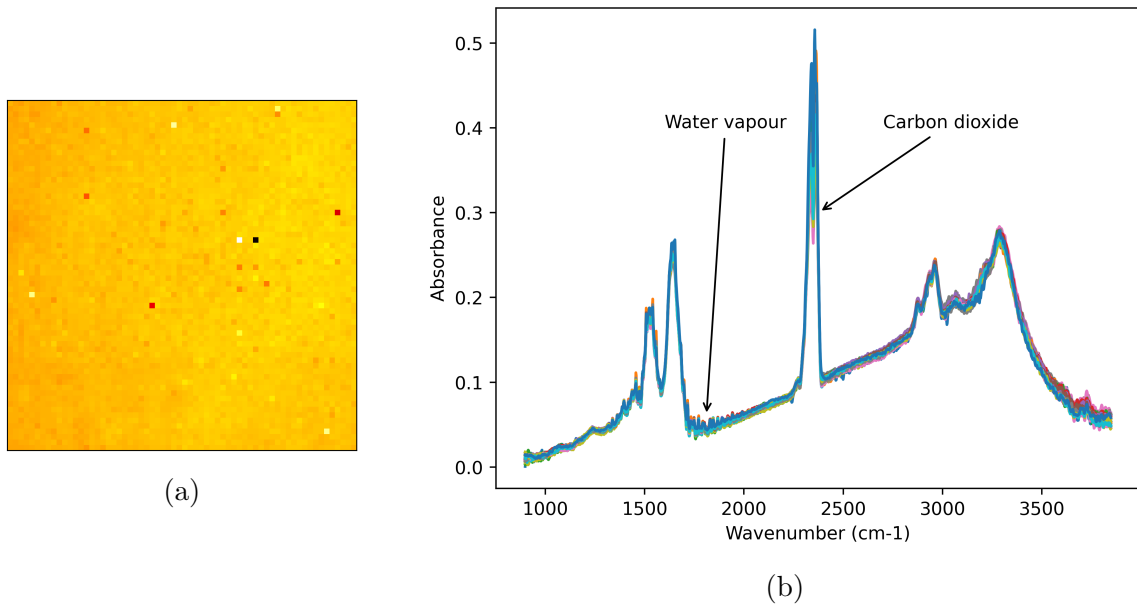 (a)
0.5
0.4
0.3
0.2
0.1
0.0
Absorbance
Water vapour
Carbon dioxide
1000 1500 2000 2500 3000 3500
Wavenumber (cm-1)
(b)